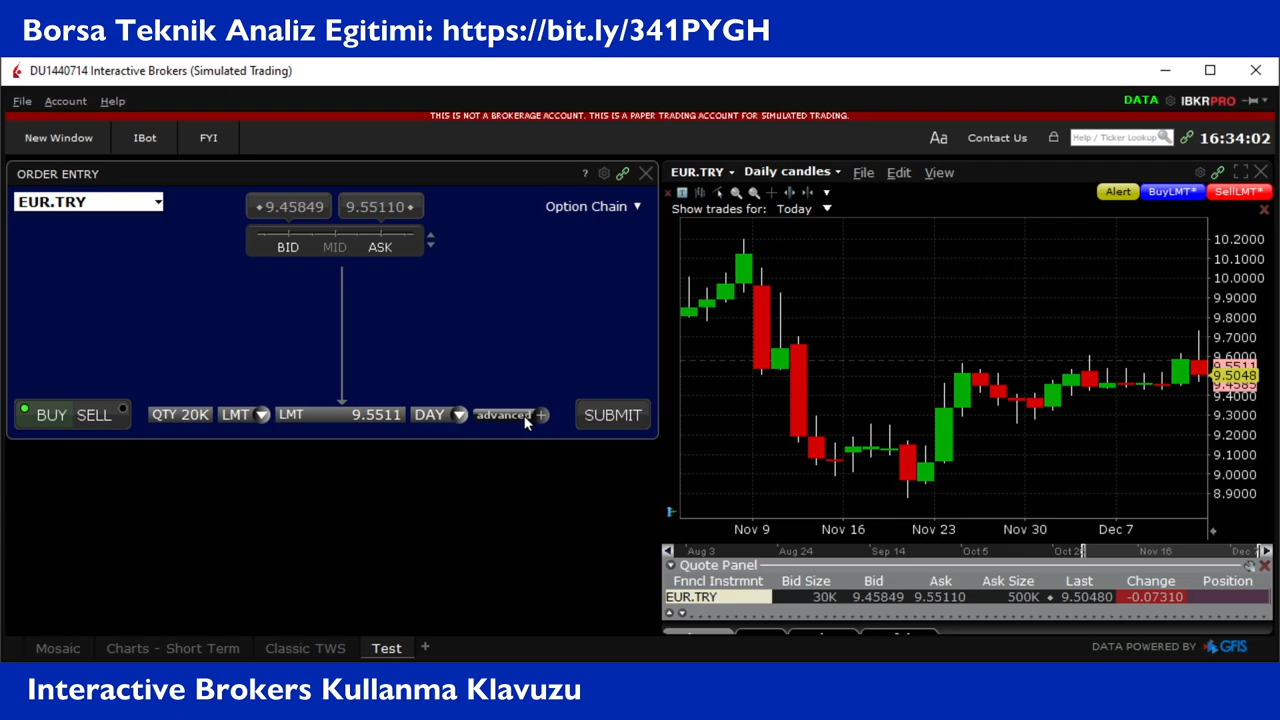 Borsa Teknik Analiz Egitimi: https://bit.ly/341PYGH
DU1440714 Interactive Brokers (Simulated Trading)
File Account Help
DATA IBKRPRO
THIS IS NOT A BROKERAGE ACCOUNT. THIS IS A PAPER TRADING ACCOUNT FOR SIMULATED TRADING.
New Window IBot FYI
Aa Contact Us Help / Ticker Lookup 16:34:02
ORDER ENTRY ?
EUR.TRY
9.45849 9.55110
BID MID ASK
Option Chain
BUY SELL QTY 20K LMT LMT 9.5511 DAY advanced + SUBMIT
EUR.TRY Daily candles File Edit View
Alert BuyLMT* SellLMT*
Show trades for: Today
10.2000
10.1000
10.0000
9.9000
9.8000
9.7000
9.6000
9.5511
9.5048
9.4585
9.4000
9.3000
9.2000
9.1000
9.0000
8.9000
Nov 9 Nov 16 Nov 23 Nov 30 Dec 7
Aug 3 Aug 24 Sep 14 Oct 5 Nov 16
Quote Panel
Fnncl Instrmnt Bid Size Bid Ask Ask Size Last Change Position
EUR.TRY 30K 9.45849 9.55110 500K 9.50480 -0.07310
Mosaic Charts - Short Term Classic TWS Test +
DATA POWERED BY GFIS
Interactive Brokers Kullanma Klavuzu